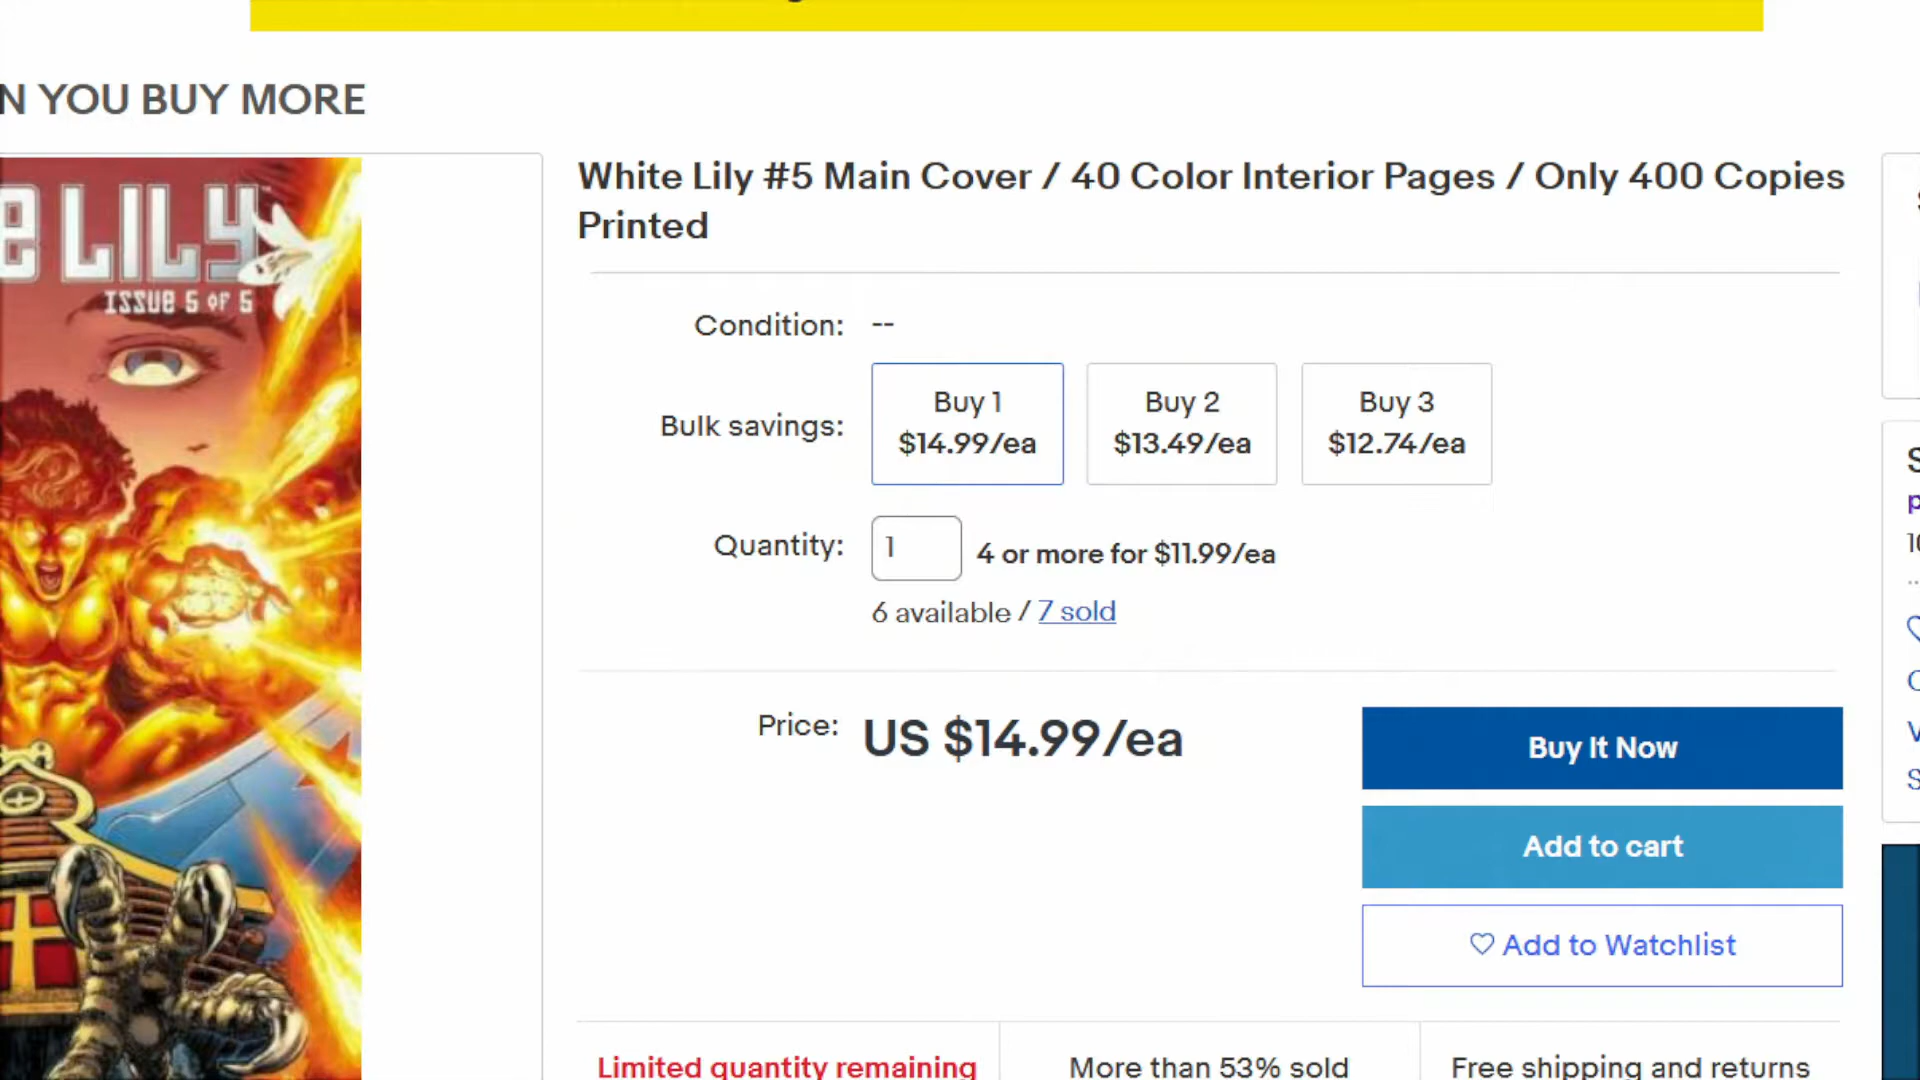 N YOU BUY MORE
LILY
ISSUE 5 OF 5
White Lily #5 Main Cover / 40 Color Interior Pages / Only 400 Copies
Printed
Condition: --
Bulk savings:
Buy 1
$14.99/ea
Buy 2
$13.49/ea
Buy 3
$12.74/ea
Quantity: 1 4 or more for $11.99/ea
6 available / 7 sold
Price: US $14.99/ea
Buy It Now
Add to cart
Add to Watchlist
Limited quantity remaining
More than 53% sold
Free shipping and returns